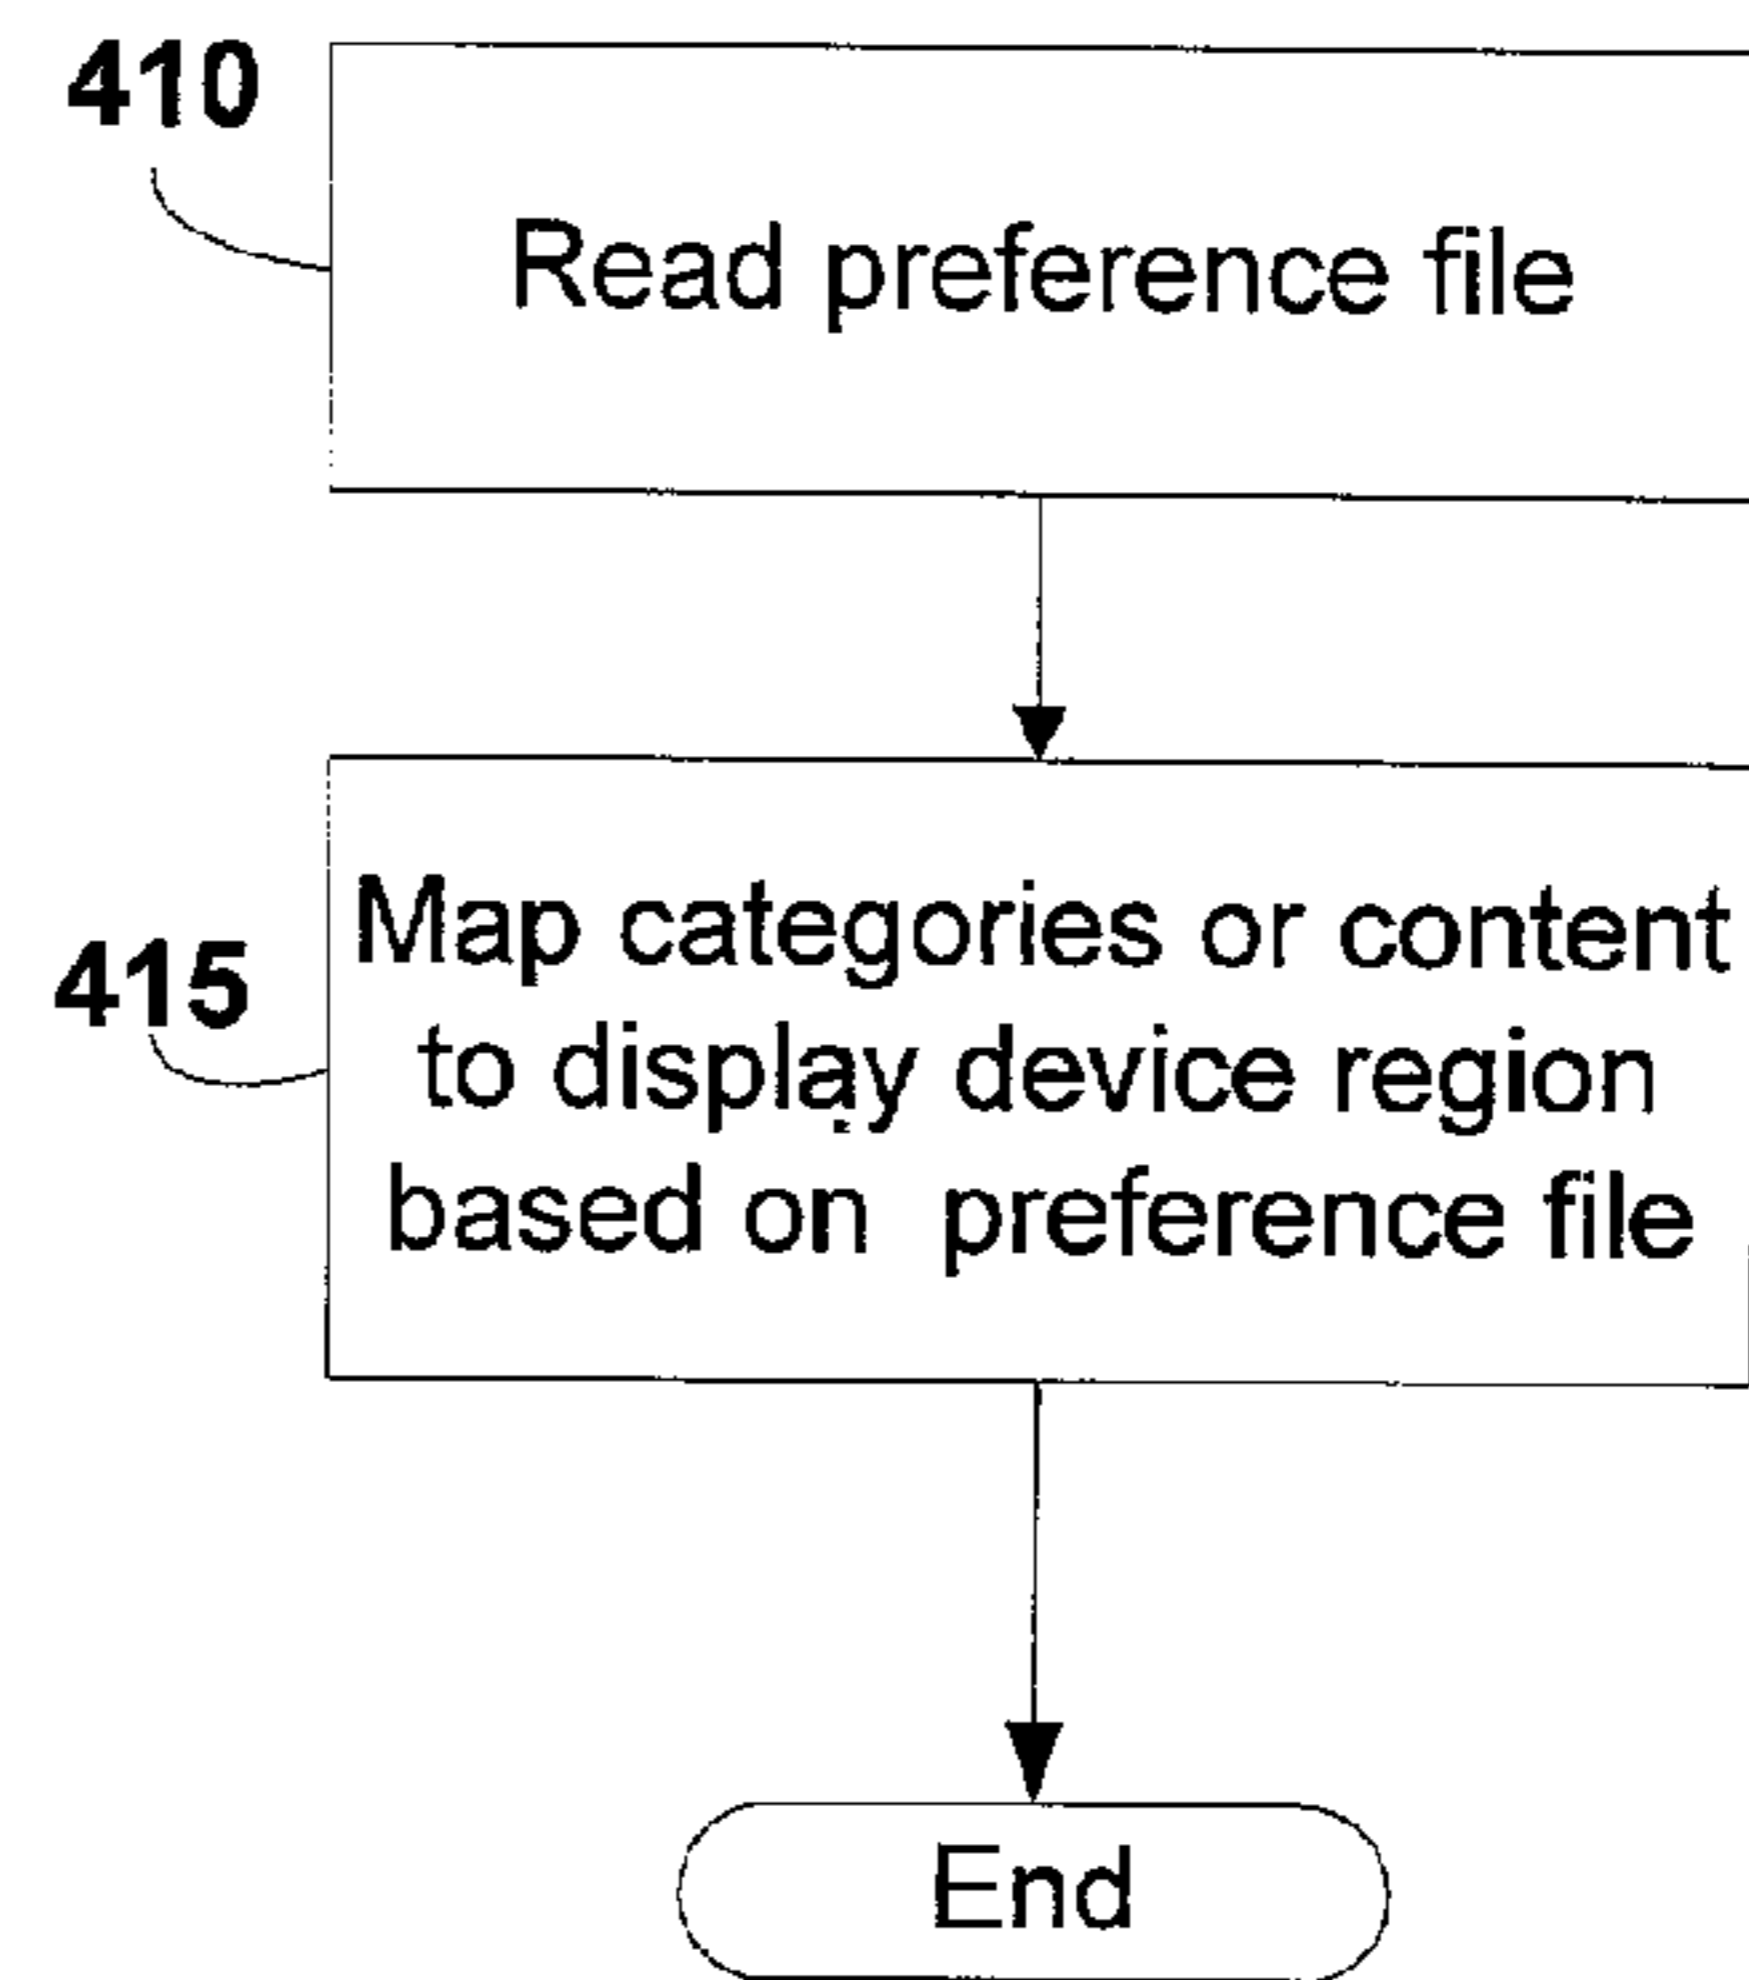 410
Read preference file
415
Map categories or content
to display device region
based on preference file
End